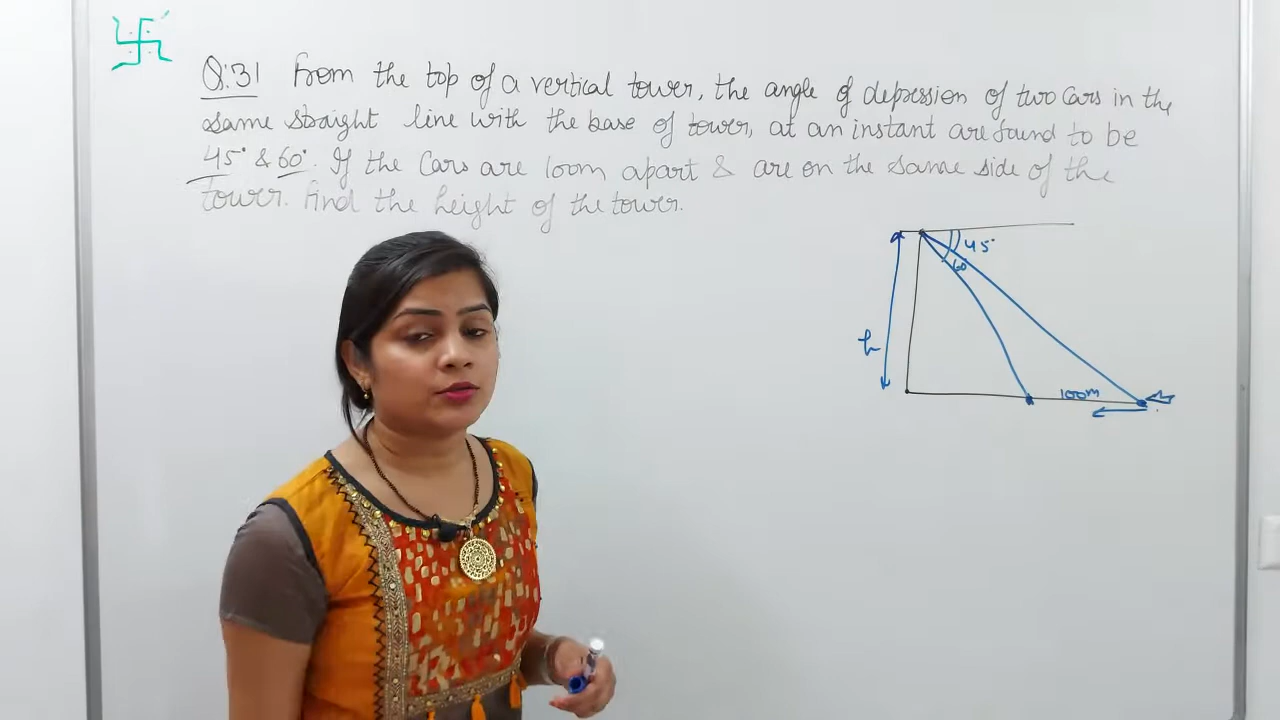 Q:31 From the top of a vertical tower, the angle of depression of two Cars in the
same straight line with the base of tower, at an instant are found to be
45° & 60°. If the Cars are 100m apart & are on the same side of the
tower. Find the height of the tower.
45°
60
h
100m